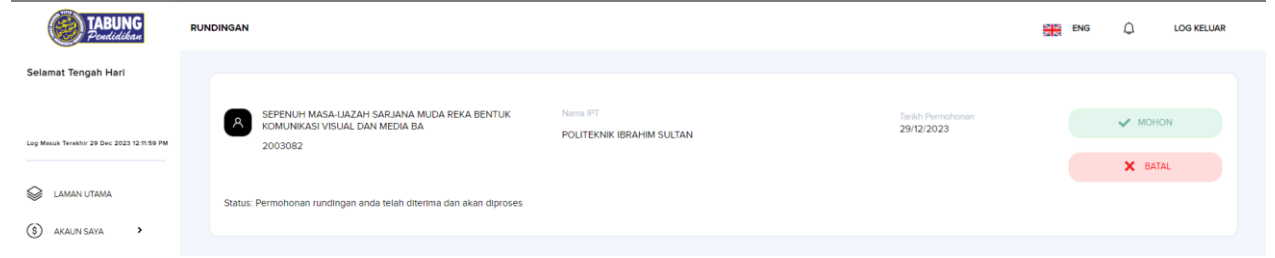 TABUNG
Pendidikan
RUNDINGAN
ENG
LOG KELUAR
Selamat Tengah Hari
Log Masuk Terakhir 29 Dec 2023 12:11:59 PM
LAMAN UTAMA
AKAUN SAYA
SEPENUH MASA-IJAZAH SARJANA MUDA REKA BENTUK
KOMUNIKASI VISUAL DAN MEDIA BA
2003082
Nama IPT
POLITEKNIK IBRAHIM SULTAN
Tarikh Permohonan
29/12/2023
MOHON
BATAL
Status: Permohonan rundingan anda telah diterima dan akan diproses